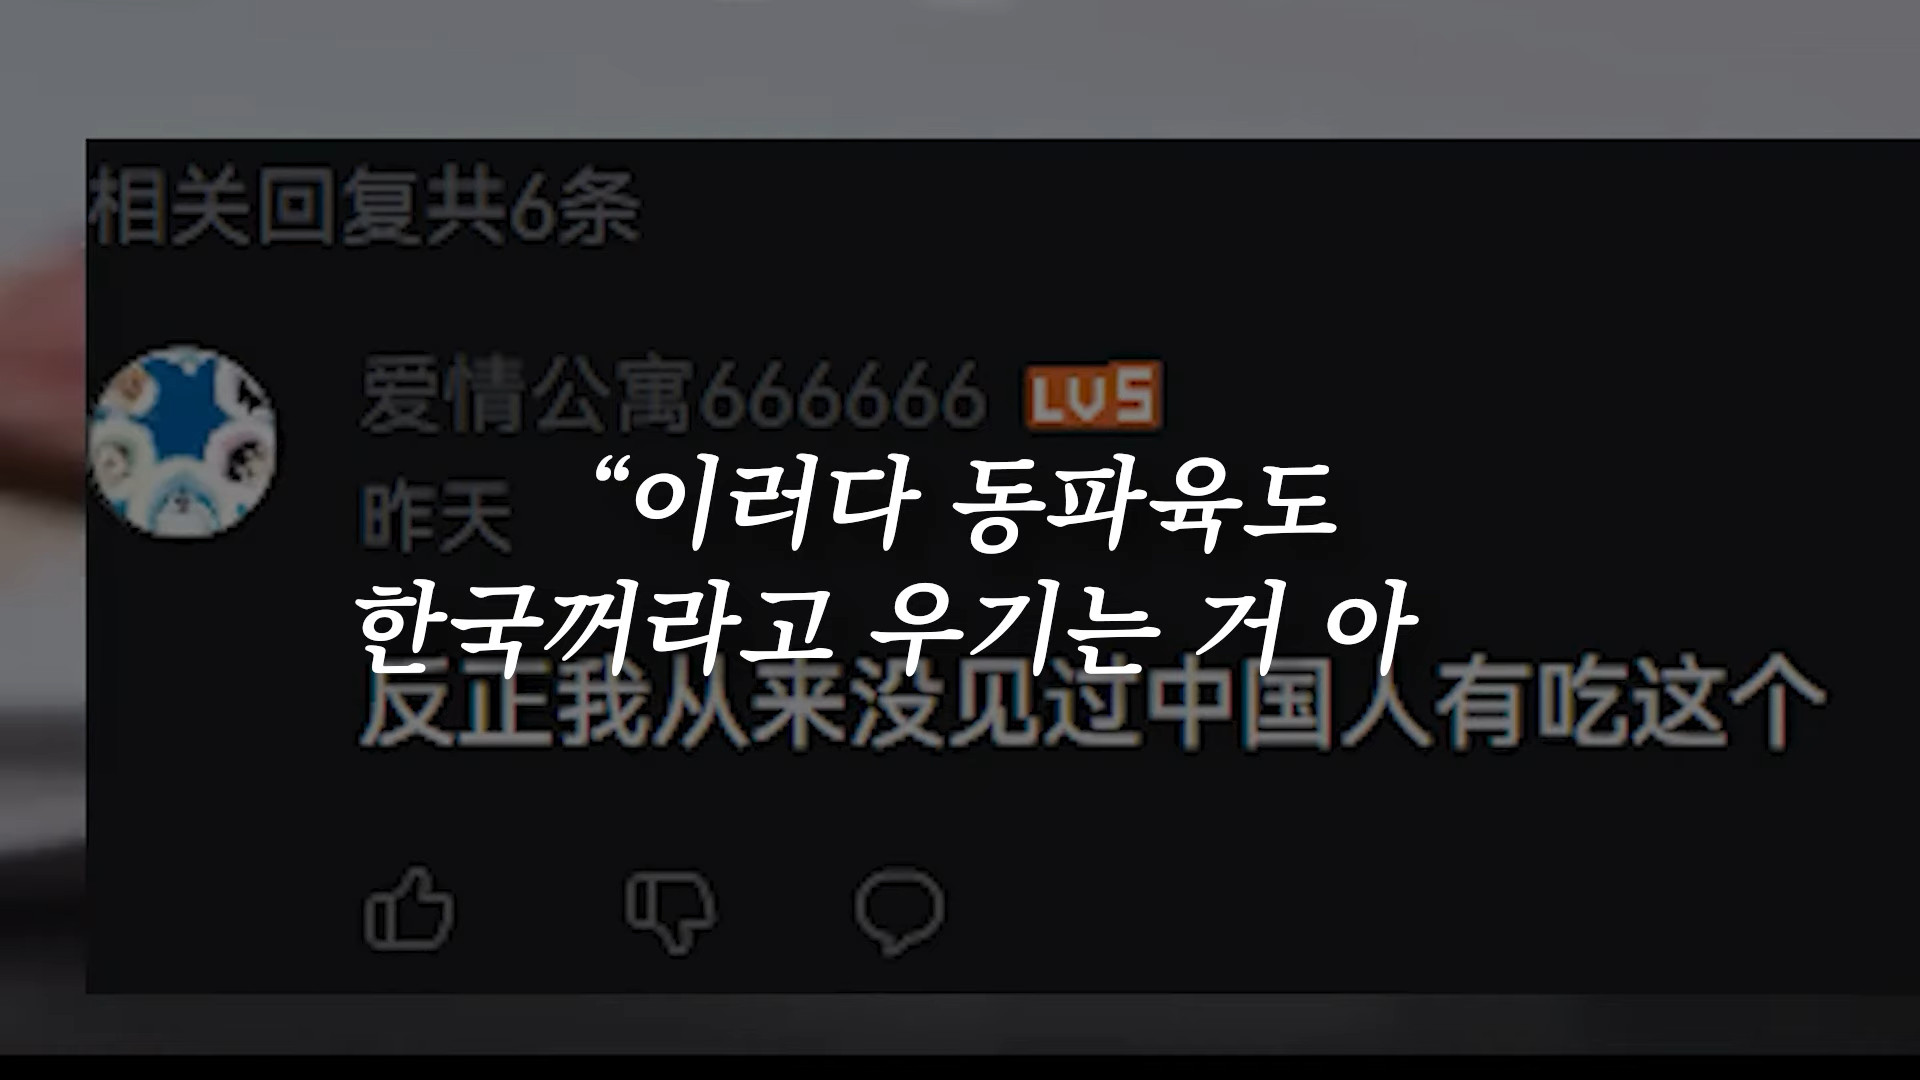 相关回复共6条
爱情公寓666666 LV5
昨天
“이러다 동파육도
한국꺼라고 우기는 거 아
反正我从来没见过中国人有吃这个